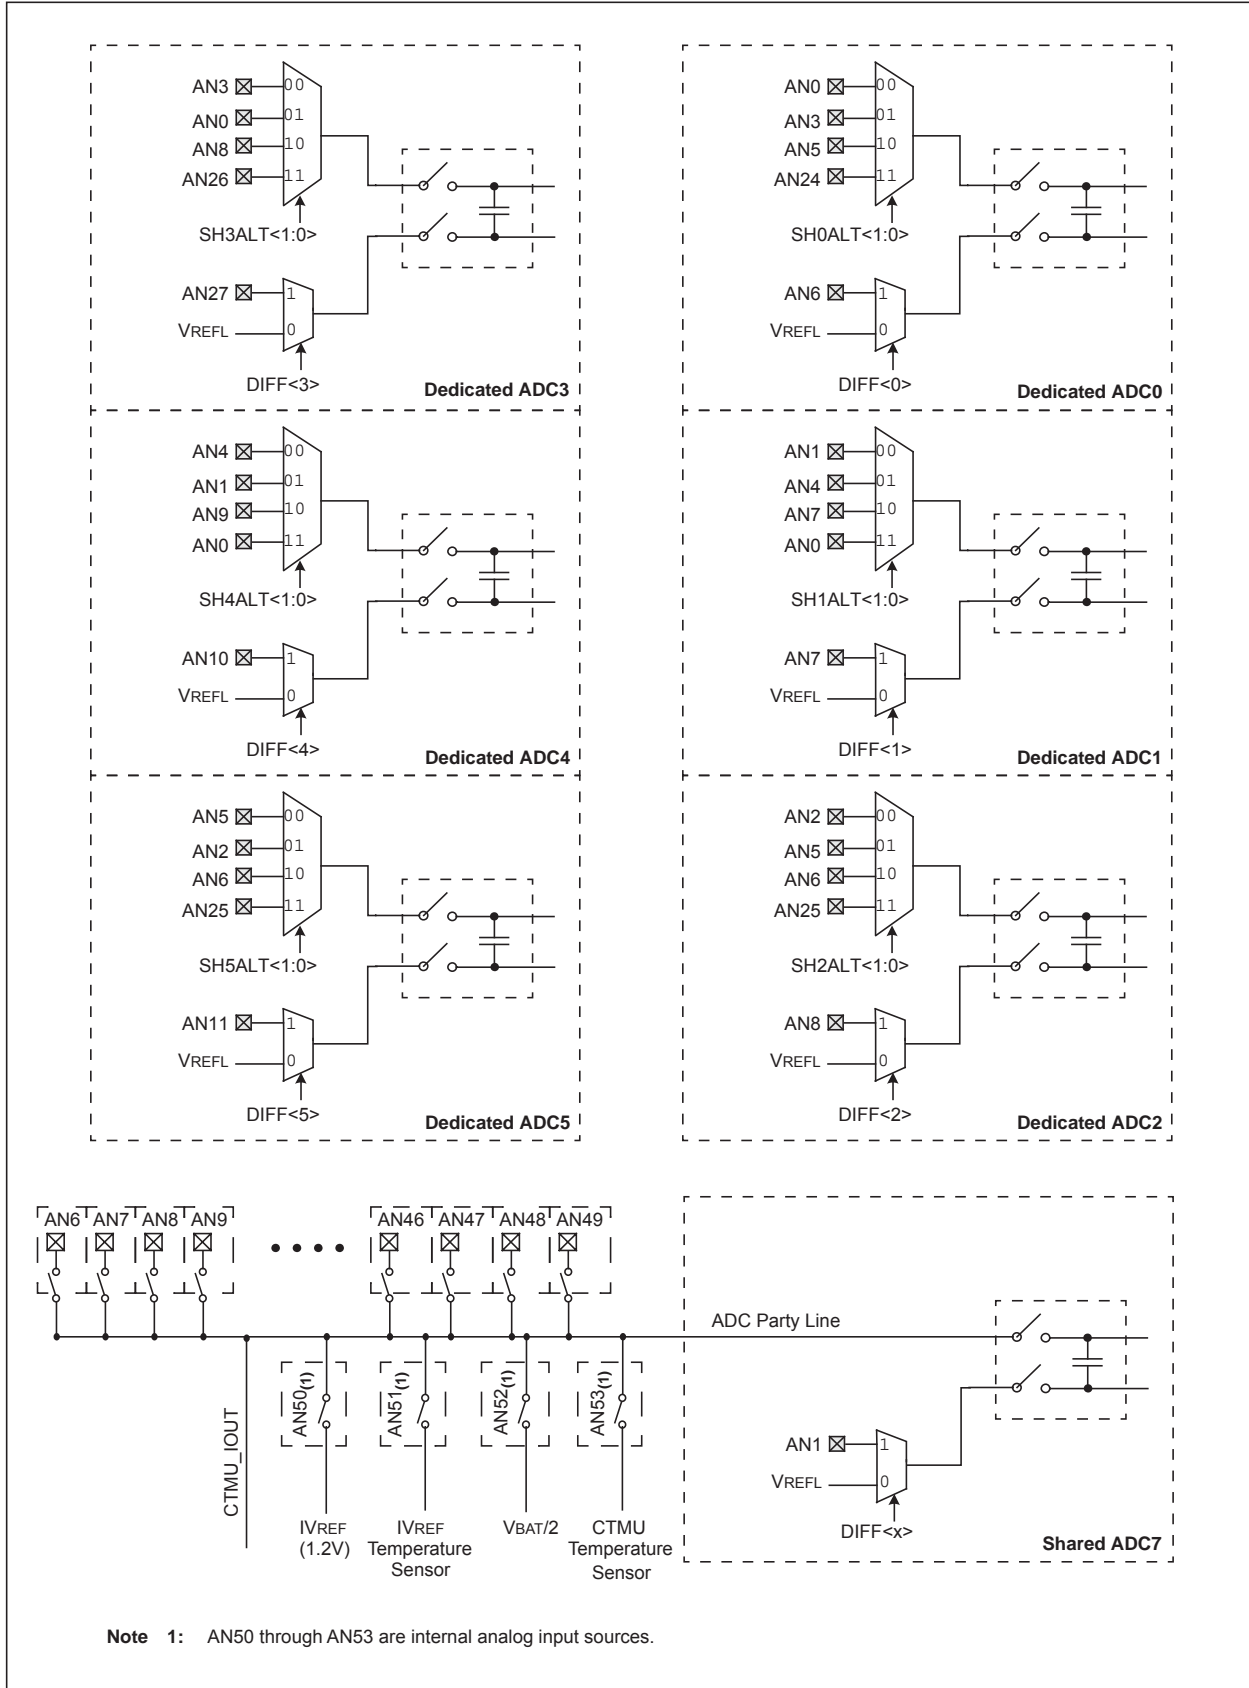 AN3 00
AN0 01
AN8 10
AN26 11
SH3ALT<1:0>
AN27 1
VREFL 0
DIFF<3>
Dedicated ADC3
AN0 00
AN3 01
AN5 10
AN24 11
SH0ALT<1:0>
AN6 1
VREFL 0
DIFF<0>
Dedicated ADC0
AN4 00
AN1 01
AN9 10
AN0 11
SH4ALT<1:0>
AN10 1
VREFL 0
DIFF<4>
Dedicated ADC4
AN1 00
AN4 01
AN7 10
AN0 11
SH1ALT<1:0>
AN7 1
VREFL 0
DIFF<1>
Dedicated ADC1
AN5 00
AN2 01
AN6 10
AN25 11
SH5ALT<1:0>
AN11 1
VREFL 0
DIFF<5>
Dedicated ADC5
AN2 00
AN5 01
AN6 10
AN25 11
SH2ALT<1:0>
AN8 1
VREFL 0
DIFF<2>
Dedicated ADC2
AN6 AN7 AN8 AN9 AN46 AN47 AN48 AN49
ADC Party Line
CTMU_IOUT
AN50(1)
AN51(1)
AN52(1)
AN53(1)
IVREF
(1.2V)
IVREF
Temperature
Sensor
VBAT/2
CTMU
Temperature
Sensor
AN1 1
VREFL 0
DIFF<x>
Shared ADC7
Note 1: AN50 through AN53 are internal analog input sources.